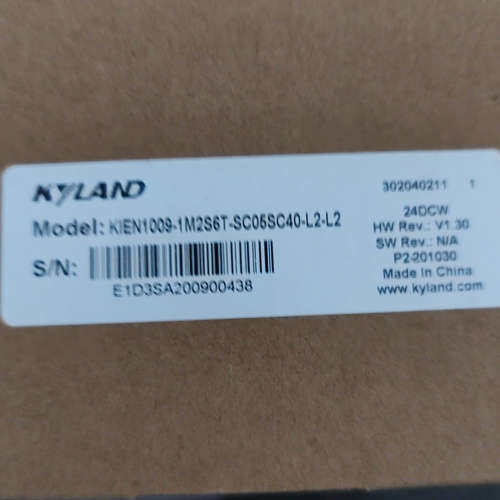 KYLAND
302040211 1
Model: KIEN1009-1M2S6T-SC05SC40-L2-L2
24DCW
HW Rev.: V1.30
S/N:
SW Rev.: N/A
P2-201030
E1D3SA200900438
Made In China
www.kyland.com